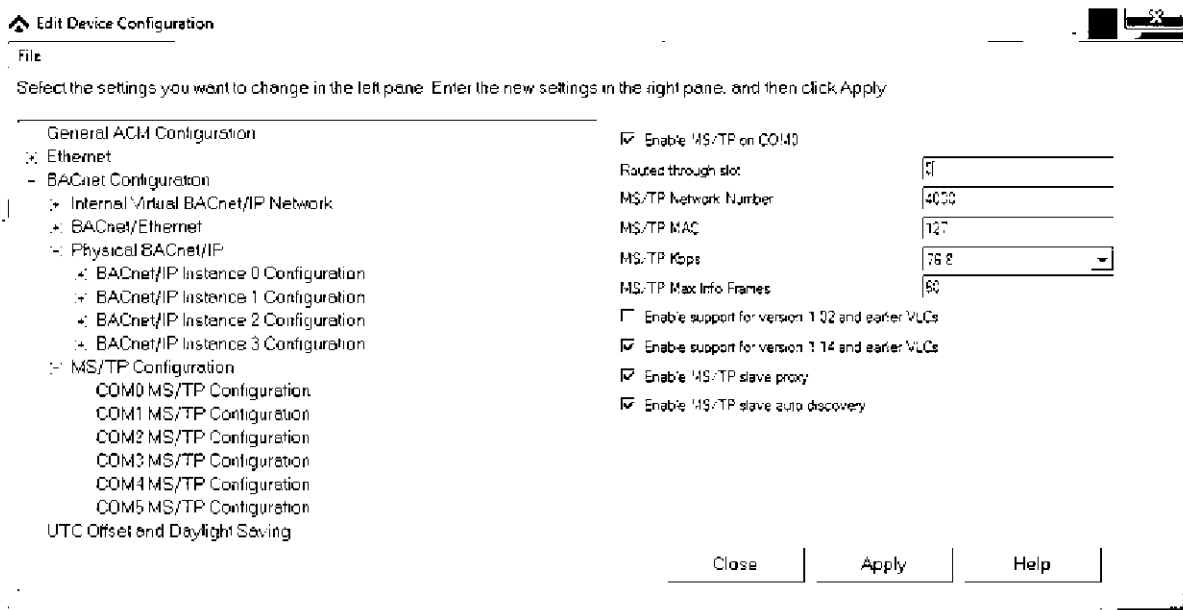 Edit Device Configuration
File
Select the settings you want to change in the left pane. Enter the new settings in the right pane, and then click Apply
General ACM Configuration
Ethernet
BACnet Configuration
Internal Virtual BACnet/IP Network
BACnet/Ethernet
Physical BACnet/IP
BACnet/IP Instance 0 Configuration
BACnet/IP Instance 1 Configuration
BACnet/IP Instance 2 Configuration
BACnet/IP Instance 3 Configuration
MS/TP Configuration
COM0 MS/TP Configuration
COM1 MS/TP Configuration
COM2 MS/TP Configuration
COM3 MS/TP Configuration
COM4 MS/TP Configuration
COM5 MS/TP Configuration
UTC Offset and Daylight Saving
Enable MS/TP on COM0
Routed through slot
MS/TP Network Number
MS/TP MAC 127
MS/TP Kbps 76.8
MS/TP Max Info Frames
Enable support for version 1.02 and earlier VLCs
Enable support for version 1.14 and earlier VLCs
Enable MS/TP slave proxy
Enable MS/TP slave auto discovery
Close Apply Help